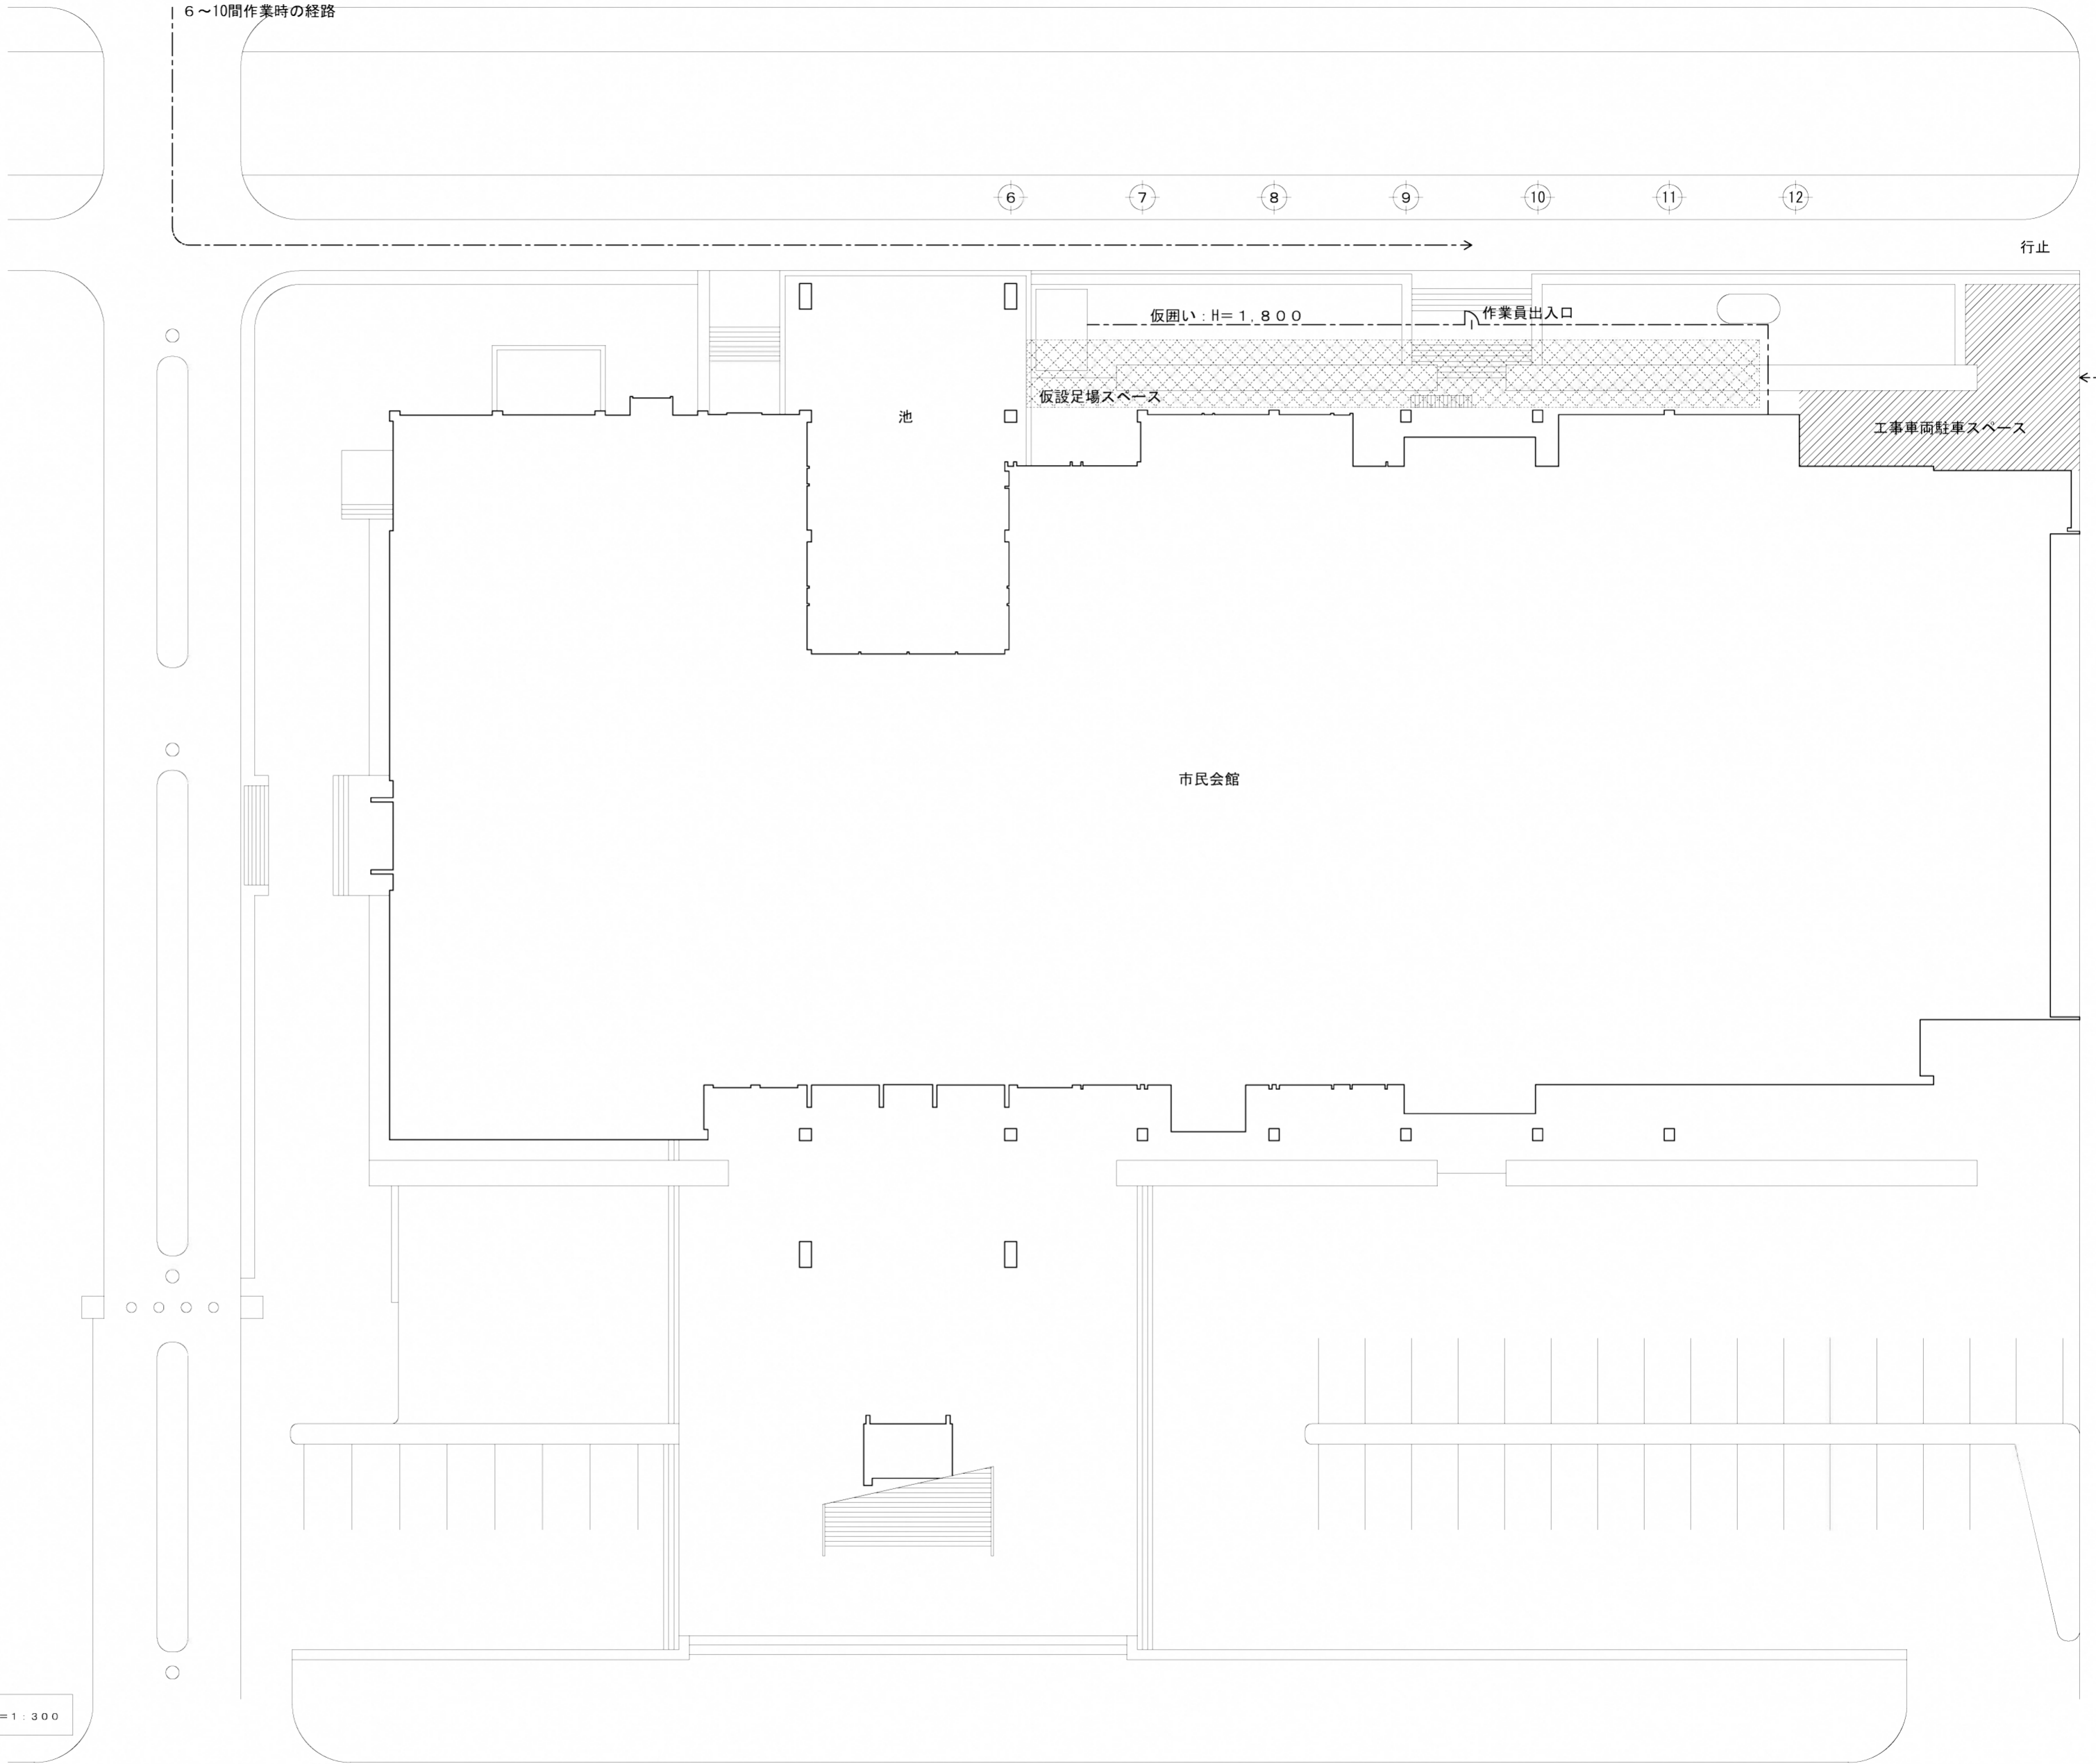 6～10間作業時の経路
6
7
8
9
10
11
12
行止
仮囲い：H＝１，８００
作業員出入口
仮設足場スペース
池
工事車両駐車スペース
市民会館
＝１：３００